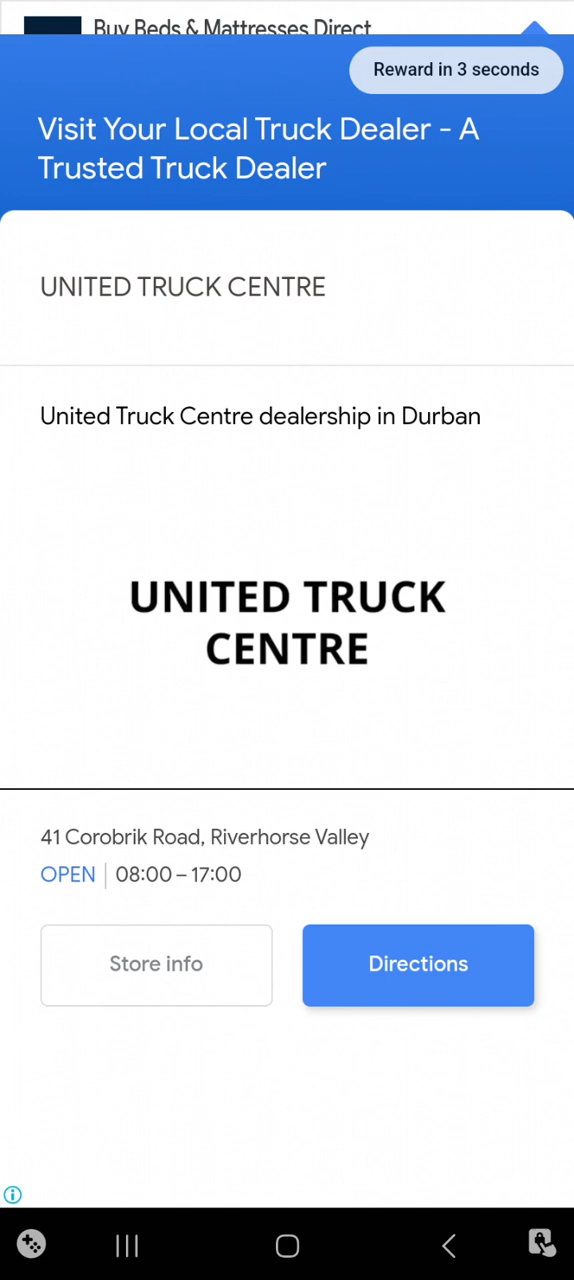 Buy Beds & Mattresses Direct
Reward in 3 seconds
Visit Your Local Truck Dealer - A
Trusted Truck Dealer
UNITED TRUCK CENTRE
United Truck Centre dealership in Durban
UNITED TRUCK
CENTRE
41 Corobrik Road, Riverhorse Valley
OPEN | 08:00 – 17:00
Store info
Directions